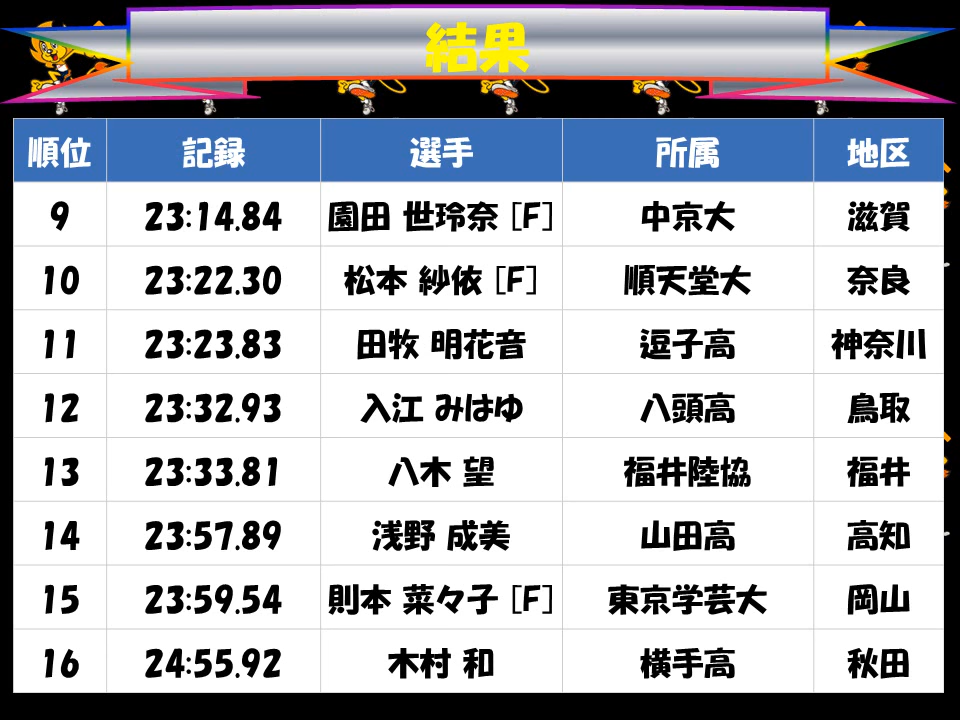 結果
順位 記録 選手 所属 地区
9 23:14.84 園田 世玲奈 [F] 中京大 滋賀
10 23:22.30 松本 紗依 [F] 順天堂大 奈良
11 23:23.83 田牧 明花音 逗子高 神奈川
12 23:32.93 入江 みはゆ 八頭高 鳥取
13 23:33.81 八木 望 福井陸協 福井
14 23:57.89 浅野 成美 山田高 高知
15 23:59.54 則本 菜々子 [F] 東京学芸大 岡山
16 24:55.92 木村 和 横手高 秋田